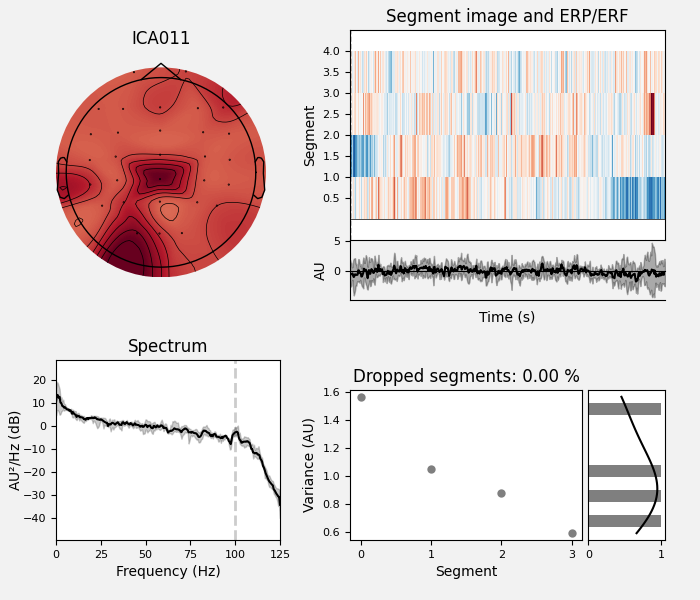 ICA011
Segment image and ERP/ERF
Segment
4.0
3.5
3.0
2.5
2.0
1.5
1.0
0.5
AU
5
0
Time (s)
Spectrum
AU²/Hz (dB)
20
10
0
−10
−20
−30
−40
0 25 50 75 100 125
Frequency (Hz)
Dropped segments: 0.00 %
Variance (AU)
1.6
1.4
1.2
1.0
0.8
0.6
0 1 2 3
Segment
0 1